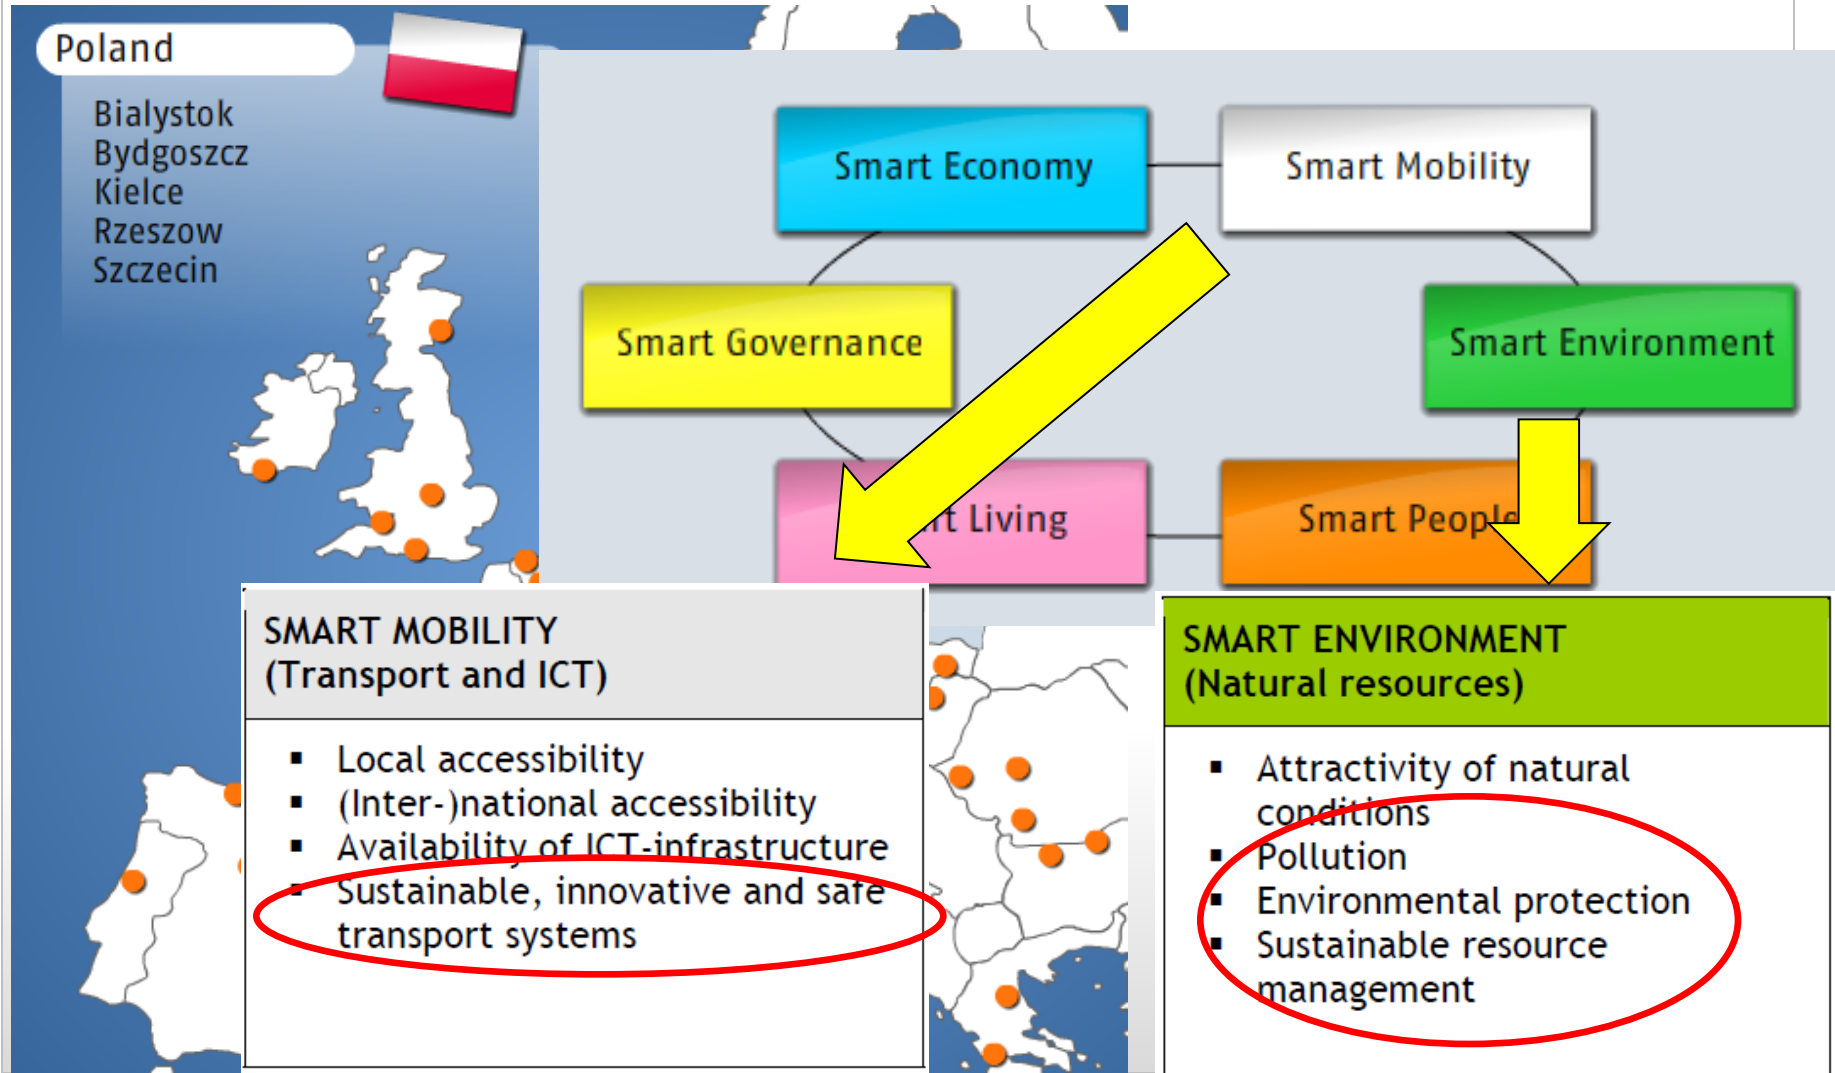 Poland
Bialystok
Bydgoszcz
Kielce
Rzeszow
Szczecin
Smart Economy
Smart Mobility
Smart Governance
Smart Environment
Living
Smart People
SMART MOBILITY
(Transport and ICT)
▪ Local accessibility
▪ (Inter-)national accessibility
▪ Availability of ICT-infrastructure
▪ Sustainable, innovative and safe
transport systems
SMART ENVIRONMENT
(Natural resources)
▪ Attractivity of natural
conditions
▪ Pollution
▪ Environmental protection
▪ Sustainable resource
management